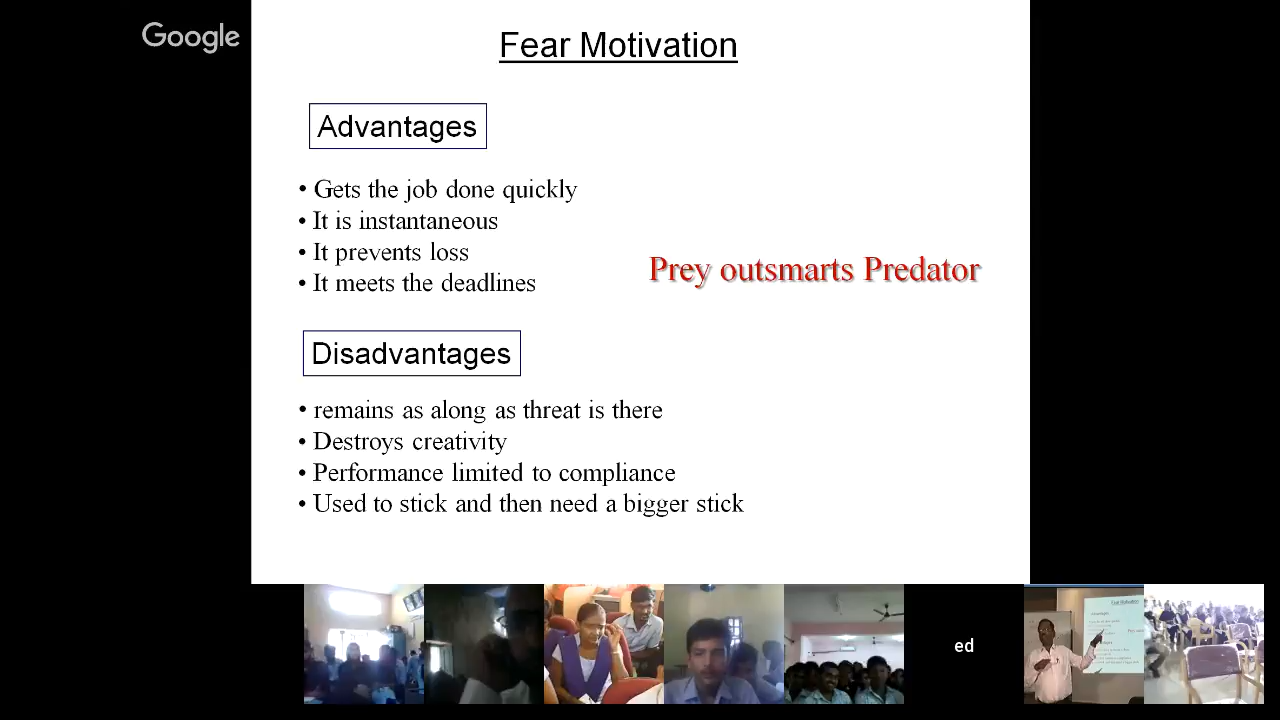 Google
Fear Motivation
Advantages
• Gets the job done quickly
• It is instantaneous
• It prevents loss
• It meets the deadlines
Prey outsmarts Predator
Disadvantages
• remains as along as threat is there
• Destroys creativity
• Performance limited to compliance
• Used to stick and then need a bigger stick
ed
Fear Motivation